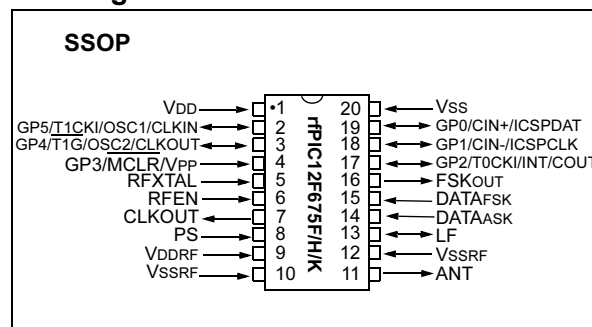 SSOP
VDD
GP5/T1CKI/OSC1/CLKIN
GP4/T1G/OSC2/CLKOUT
GP3/MCLR/VPP
RFXTAL
RFEN
CLKOUT
PS
VDDRF
VSSRF
•1
2
3
4
5
6
7
8
9
10
rfPIC12F675F/H/K
20
19
18
17
16
15
14
13
12
11
VSS
GP0/CIN+/ICSPDAT
GP1/CIN-/ICSPCLK
GP2/T0CKI/INT/COUT
FSKOUT
DATAFSK
DATAASK
LF
VSSRF
ANT